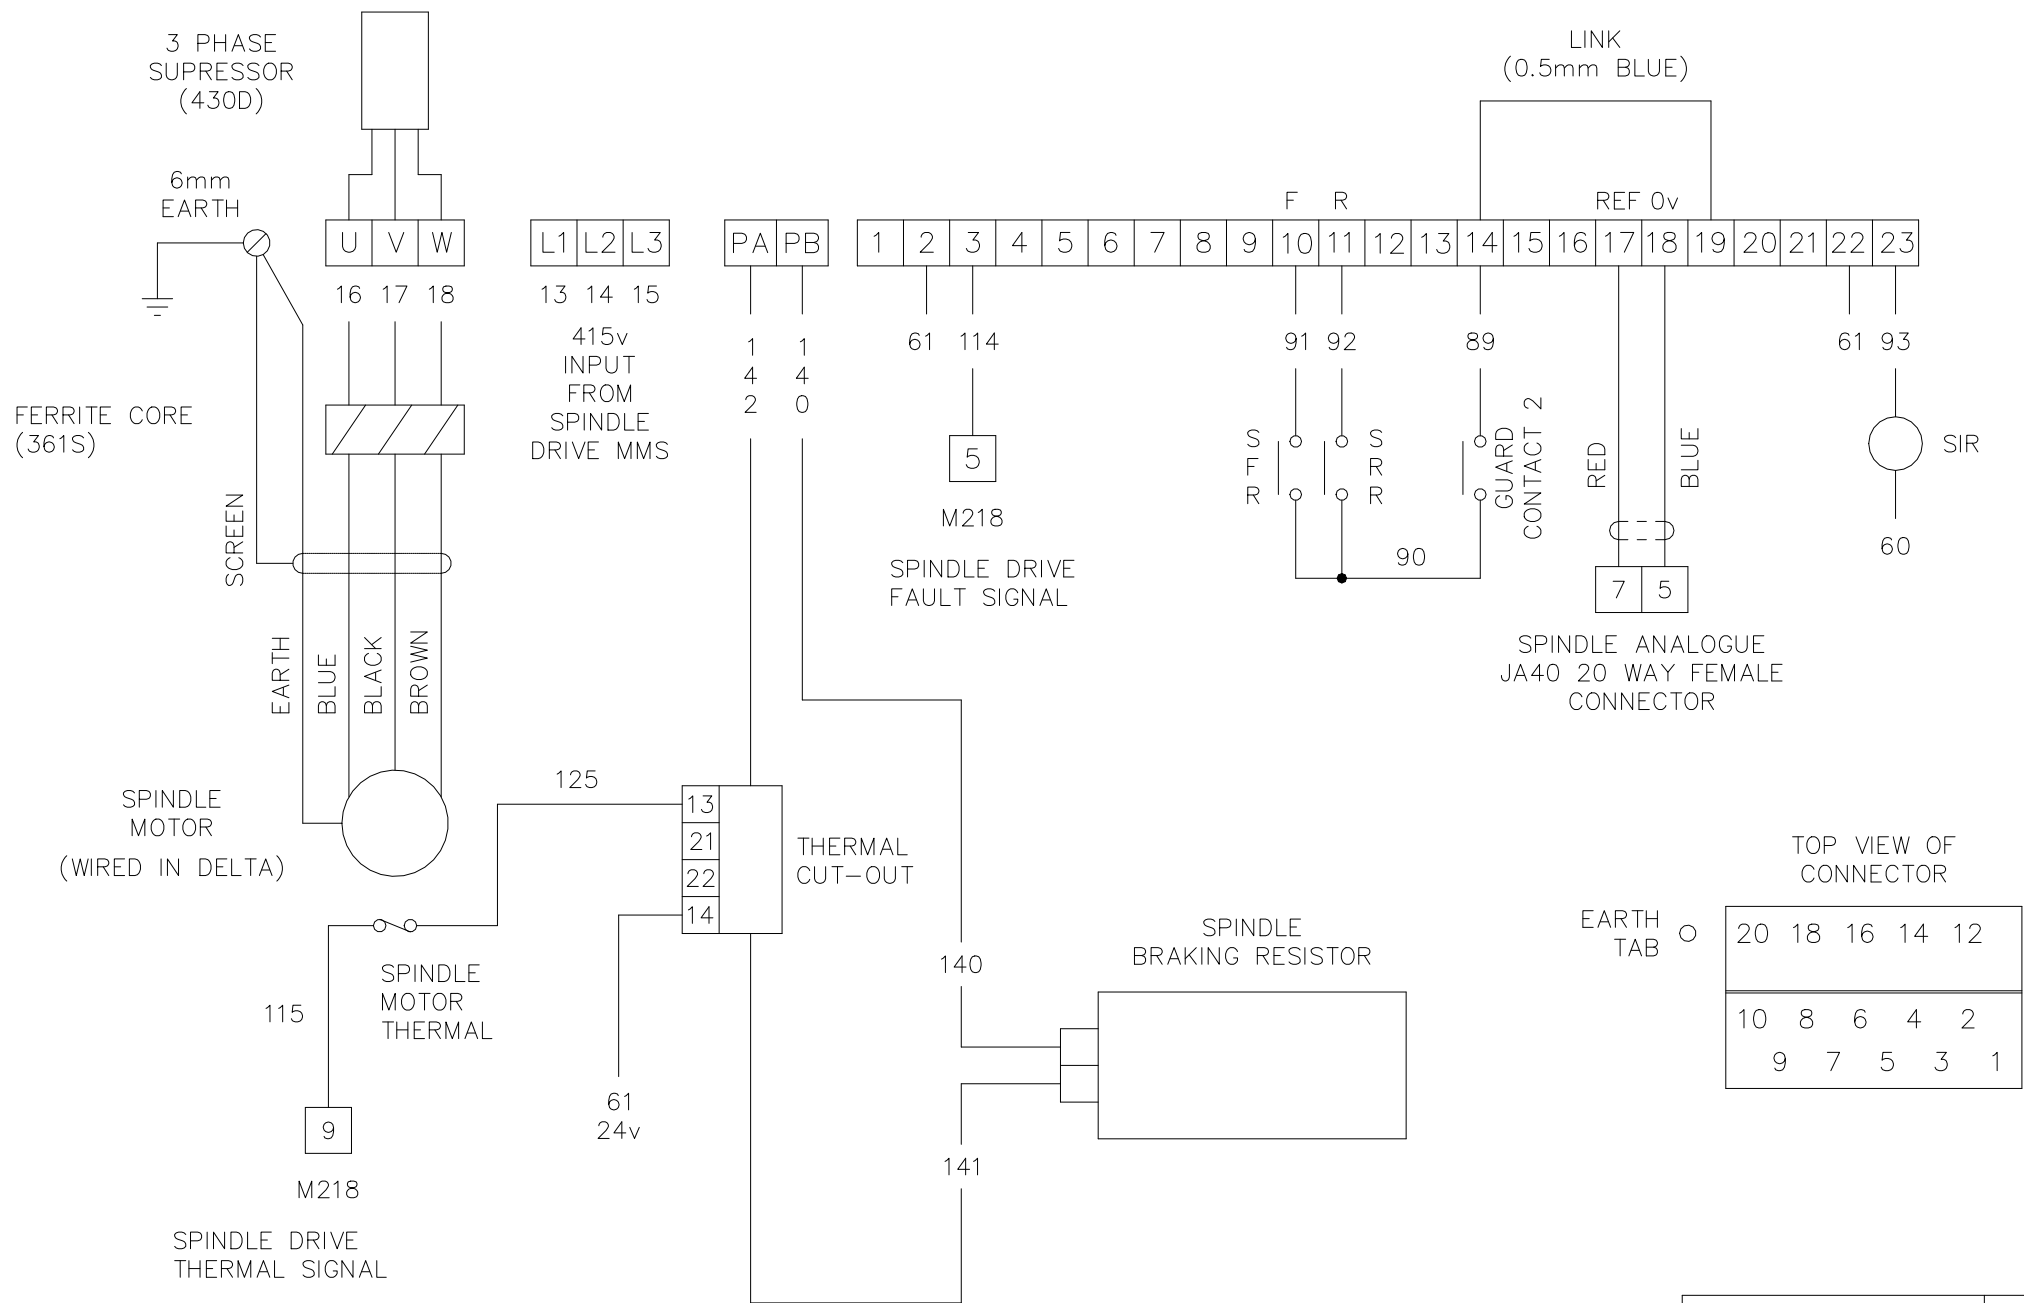 3 PHASE
SUPRESSOR
(430D)
LINK
(0.5mm BLUE)
6mm
EARTH
F R
REF 0v
U V W
L1 L2 L3
PA PB
1 2 3 4 5 6 7 8 9 10 11 12 13 14 15 16 17 18 19 20 21 22 23
16 17 18
13 14 15
415v
INPUT
FROM
SPINDLE
DRIVE MMS
142
140
61 114
91 92
89
61 93
FERRITE CORE
(361S)
5
M218
SPINDLE DRIVE
FAULT SIGNAL
SFR
SRR
GUARD
CONTACT 2
90
RED
BLUE
SIR
60
7 5
SPINDLE ANALOGUE
JA40 20 WAY FEMALE
CONNECTOR
SCREEN
EARTH
BLUE
BLACK
BROWN
SPINDLE
MOTOR
(WIRED IN DELTA)
125
13
21
22
14
THERMAL
CUT-OUT
SPINDLE
MOTOR
THERMAL
115
61
24v
9
M218
SPINDLE DRIVE
THERMAL SIGNAL
140
141
SPINDLE
BRAKING RESISTOR
TOP VIEW OF
CONNECTOR
EARTH
TAB
20 18 16 14 12
10 8 6 4 2
9 7 5 3 1